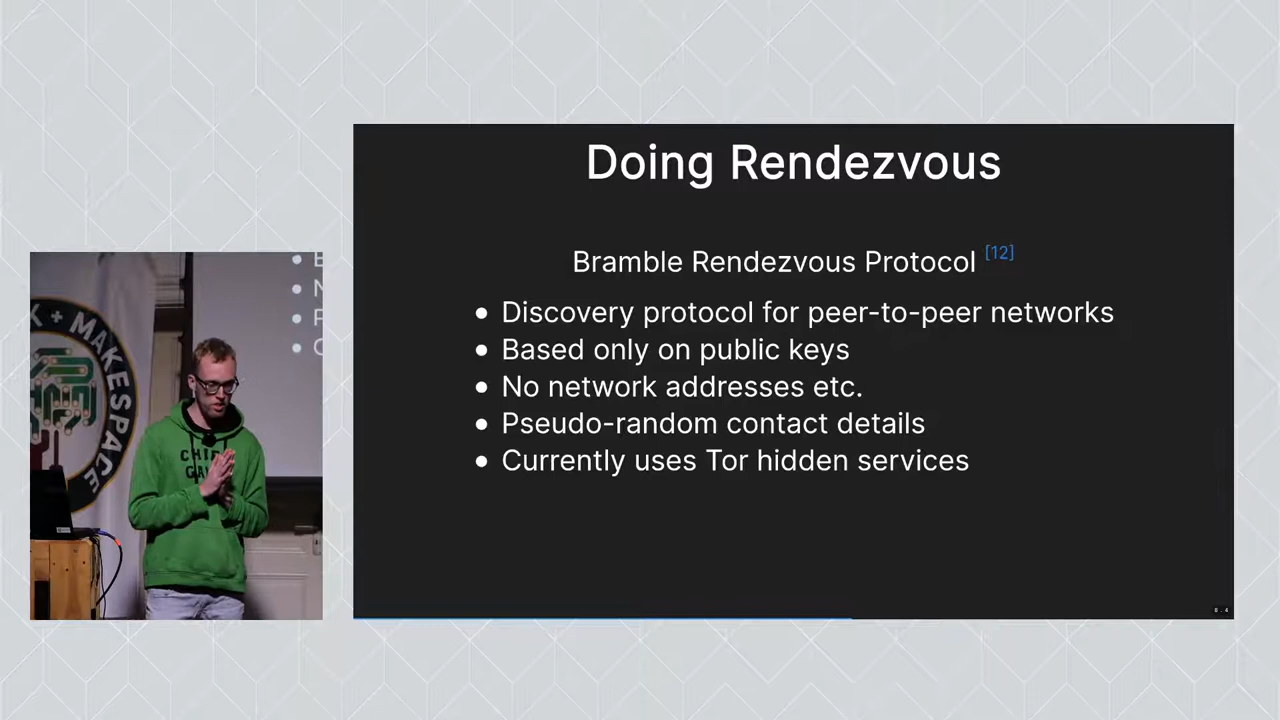 Doing Rendezvous
Bramble Rendezvous Protocol [12]
• Discovery protocol for peer-to-peer networks
• Based only on public keys
• No network addresses etc.
• Pseudo-random contact details
• Currently uses Tor hidden services
K + MAKESPACE